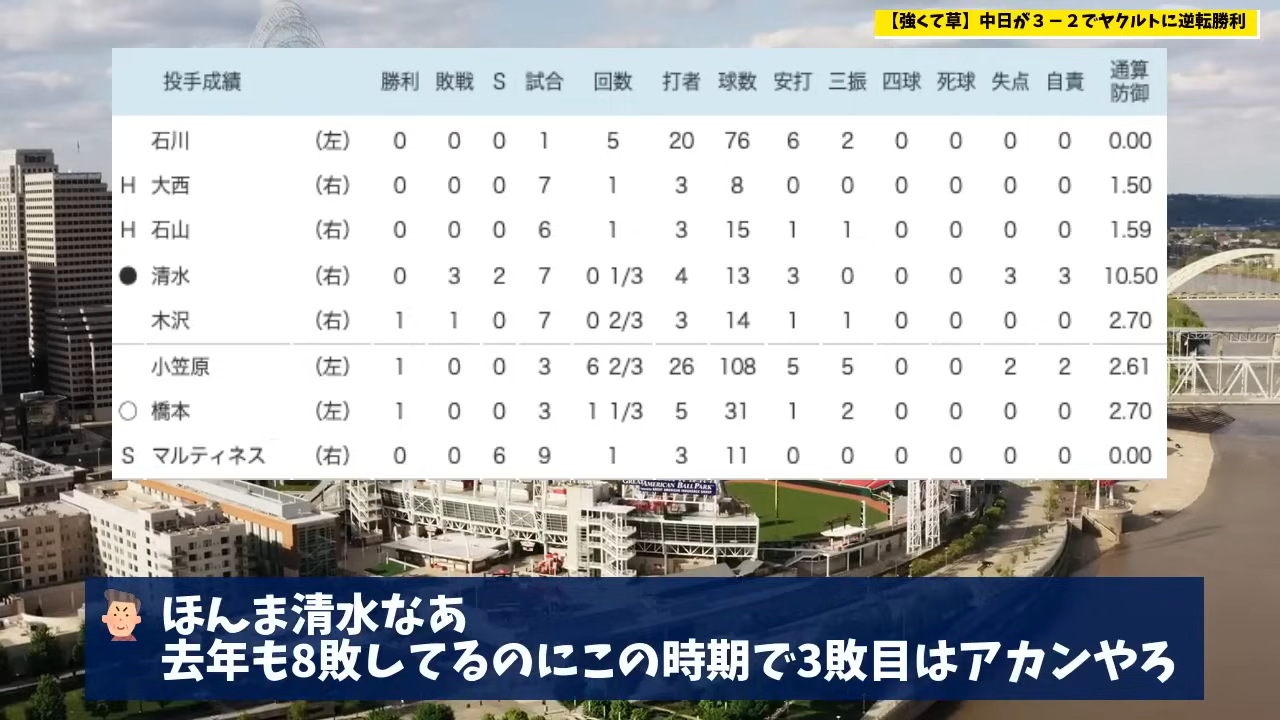 【強くて草】中日が３－２でヤクルトに逆転勝利
投手成績 勝利 敗戦 S 試合 回数 打者 球数 安打 三振 四球 死球 失点 自責 通算防御
石川 （左） 0 0 0 1 5 20 76 6 2 0 0 0 0 0.00
H 大西 （右） 0 0 0 7 1 3 8 0 0 0 0 0 0 1.50
H 石山 （右） 0 0 0 6 1 3 15 1 1 0 0 0 0 1.59
● 清水 （右） 0 3 2 7 0 1/3 4 13 3 0 0 0 3 3 10.50
木沢 （右） 1 1 0 7 0 2/3 3 14 1 1 0 0 0 0 2.70
小笠原 （左） 1 0 0 3 6 2/3 26 108 5 5 0 0 2 2 2.61
○ 橋本 （左） 1 0 0 3 1 1/3 5 31 1 2 0 0 0 0 2.70
S マルティネス （右） 0 0 6 9 1 3 11 0 0 0 0 0 0 0.00
GREAT AMERICAN BALL PARK
ほんま清水なあ
去年も8敗してるのにこの時期で3敗目はアカンやろ